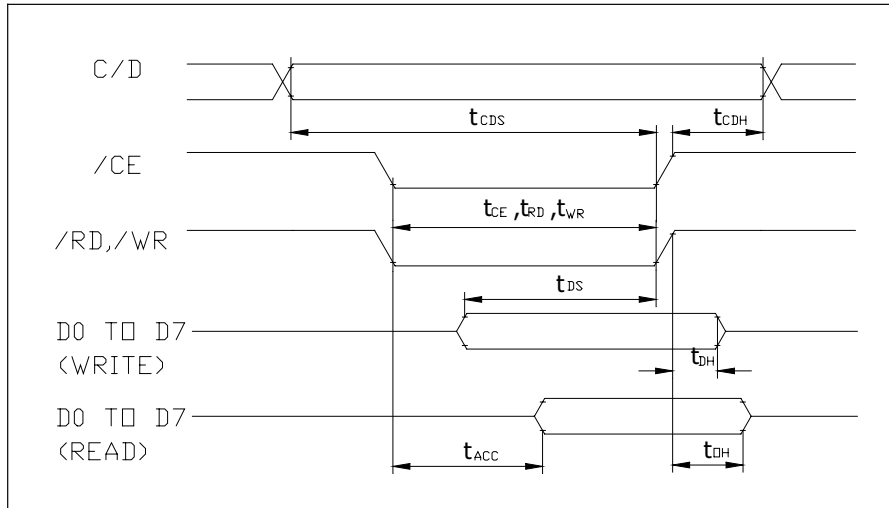 C/D
tCDS
tCDH
/CE
tCE ,tRD ,tWR
/RD,/WR
tDS
D0 TO D7
(WRITE)
tDH
D0 TO D7
(READ)
tACC
tOH